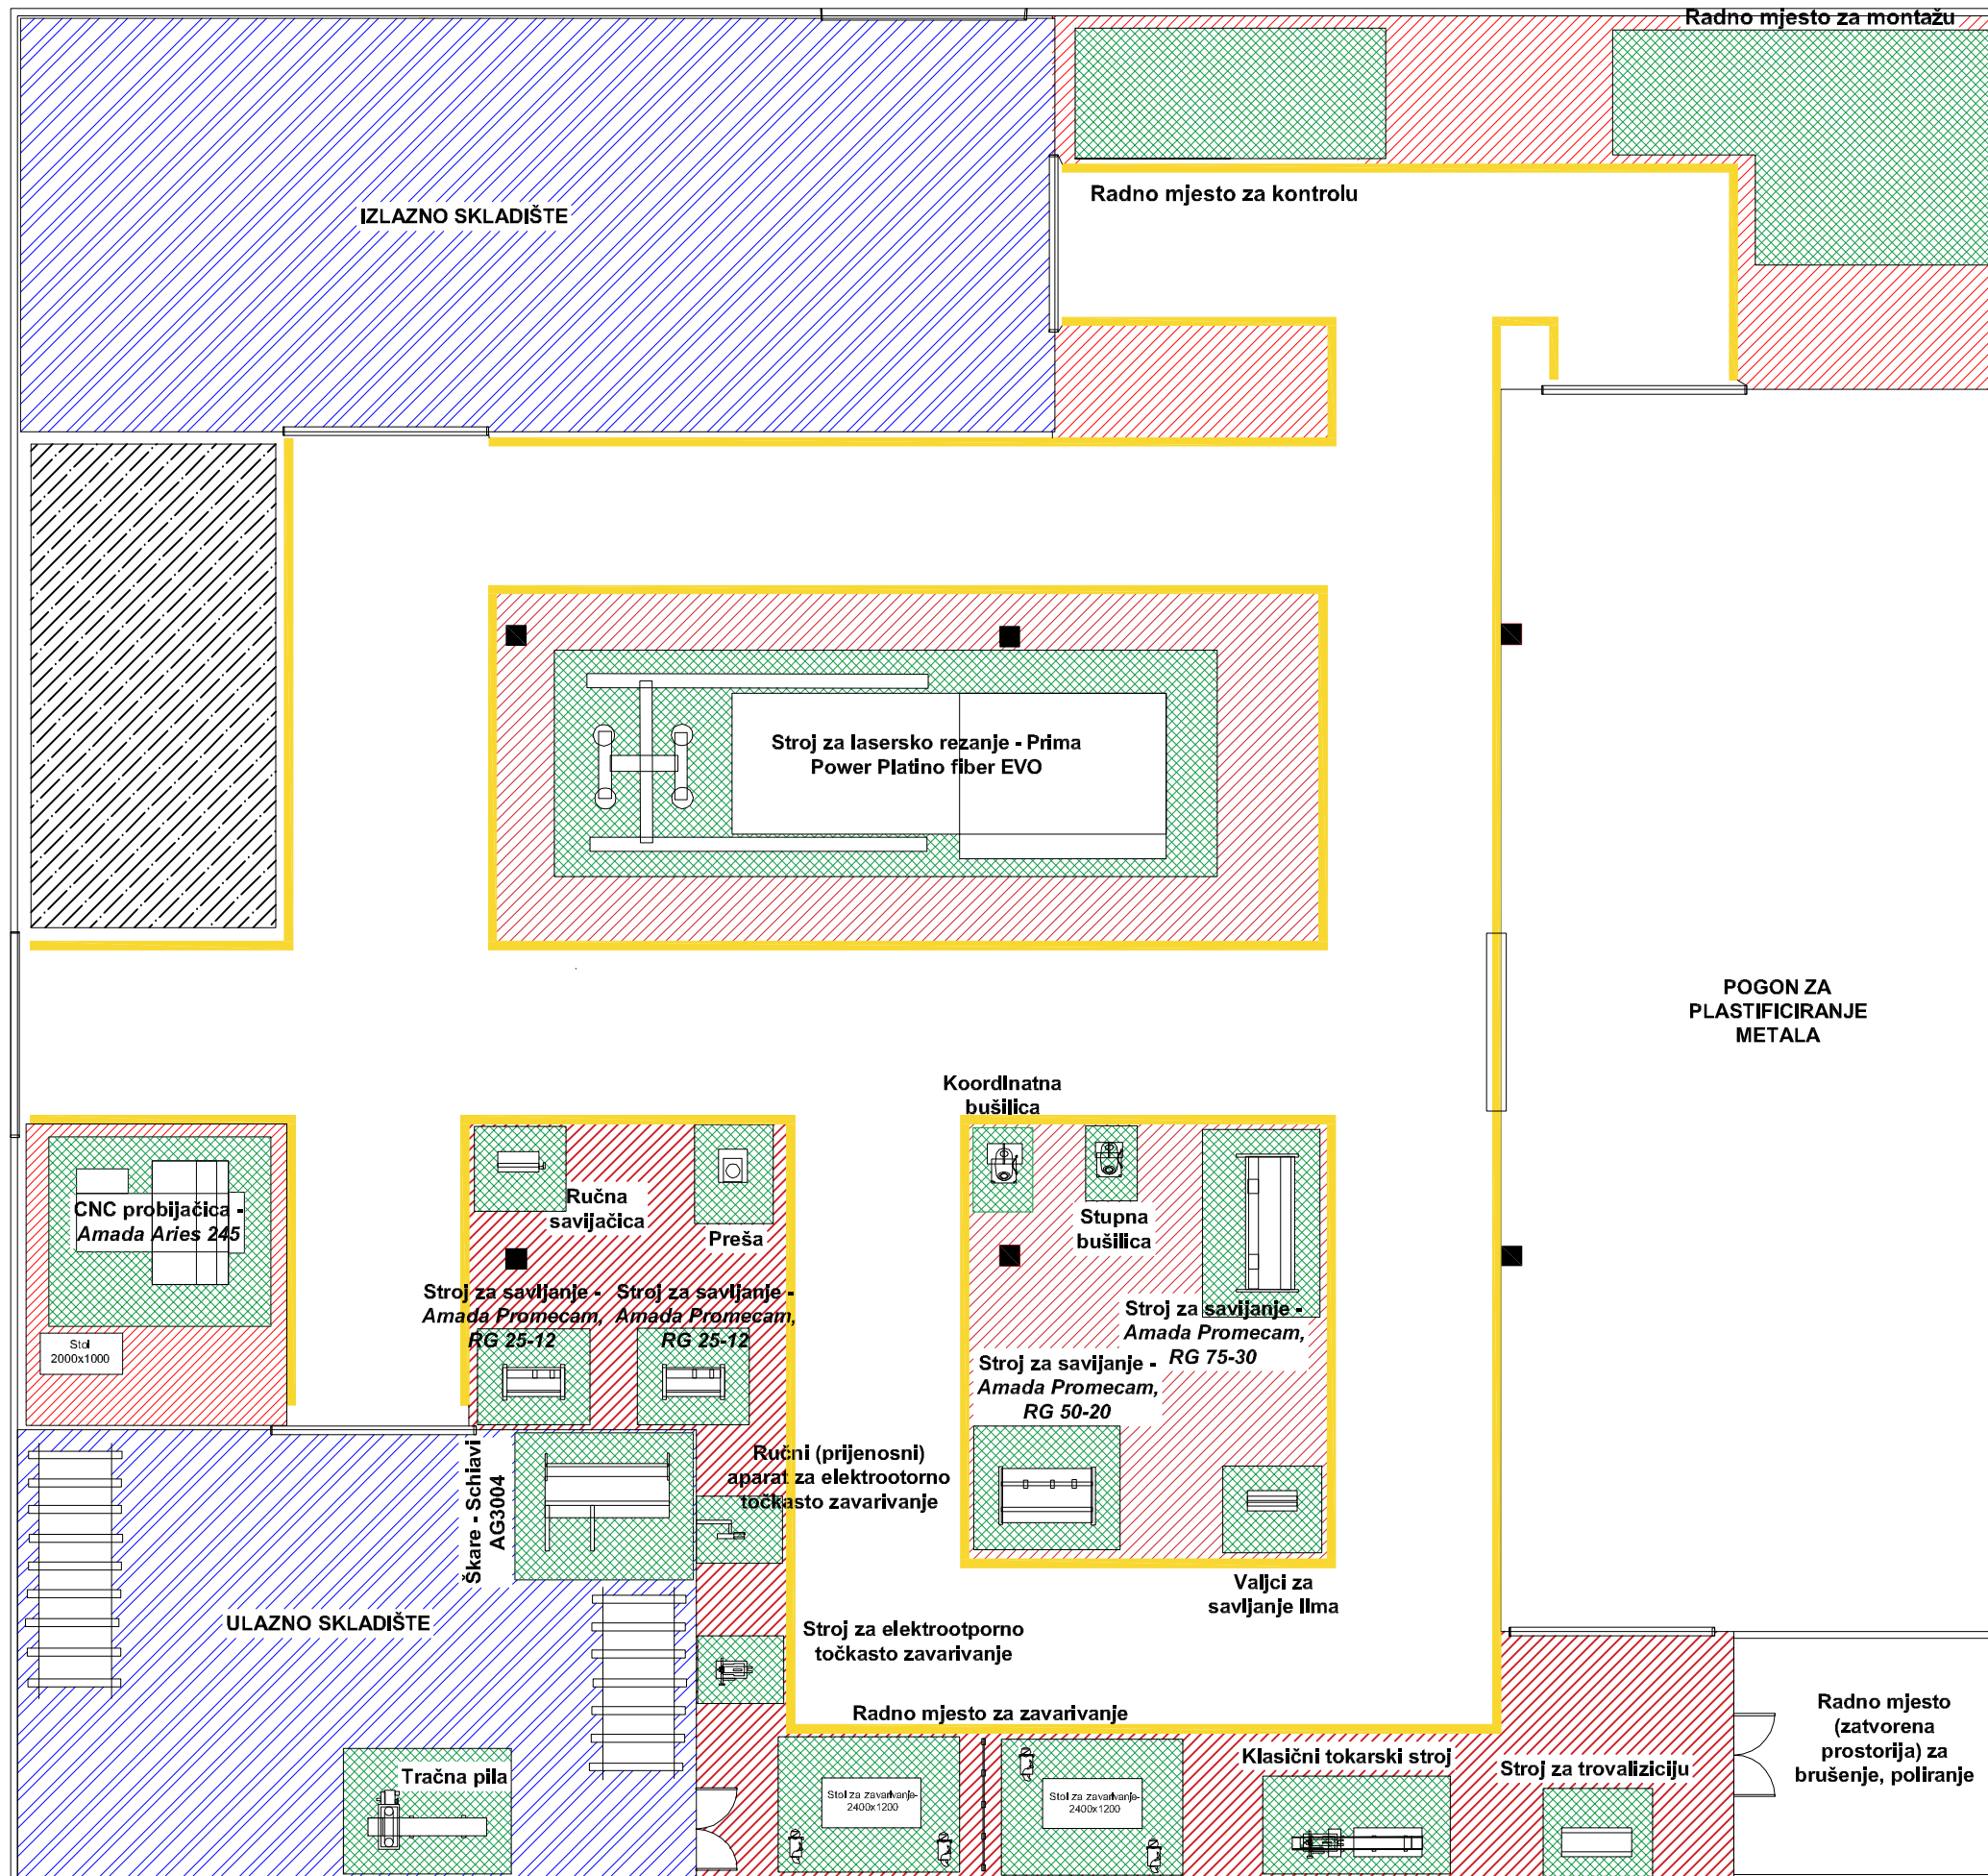 Radno mjesto za montažu
Radno mjesto za kontrolu
IZLAZNO SKLADIŠTE
Stroj za lasersko rezanje - Prima
Power Platino fiber EVO
POGON ZA
PLASTIFICIRANJE
METALA
KoordInatna
bušilica
CNC probijačica -
Amada Aries 245
Stol
2000x1000
Ručna
savijačica
Preša
Stupna
bušilica
Stroj za savIjanje -
Amada Promecam,
RG 25-12
Stroj za savIjanje -
Amada Promecam,
RG 25-12
Stroj za savijanje -
Amada Promecam,
RG 75-30
Stroj za savijanje -
Amada Promecam,
RG 50-20
Škare - Schiavi
AG3004
Ručni (prijenosni)
aparat za elektrootorno
točkasto zavarivanje
Valjci za
savIjanje lIma
ULAZNO SKLADIŠTE
Stroj za elektrootporno
točkasto zavarivanje
Radno mjesto za zavarivanje
Tračna pila
Stol za zavarivanje-
2400x1200
Stol za zavarivanje-
2400x1200
Klasični tokarski stroj
Stroj za trovaliziciju
Radno mjesto
(zatvorena
prostorija) za
brušenje, poliranje